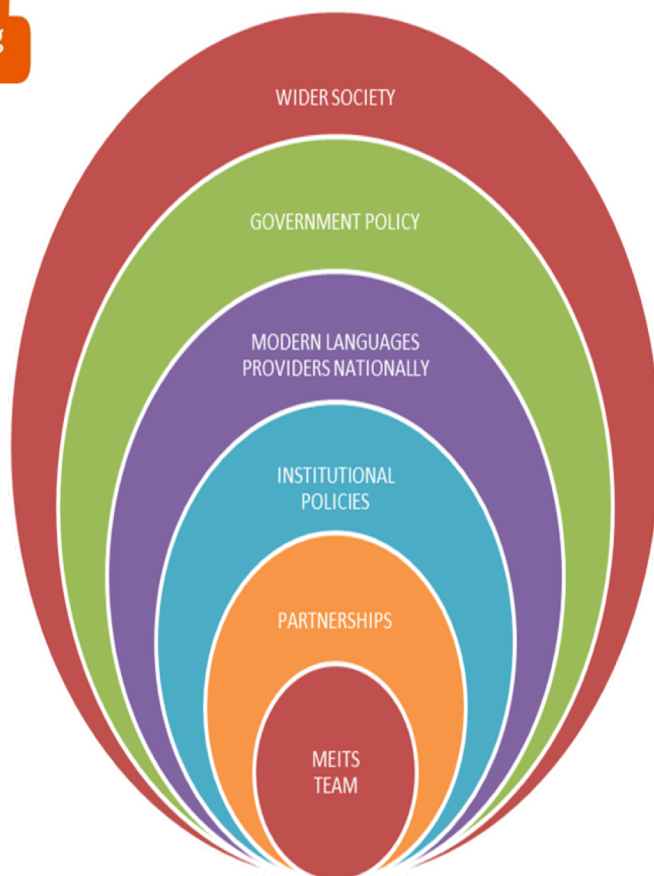 WIDER SOCIETY
GOVERNMENT POLICY
MODERN LANGUAGES
PROVIDERS NATIONALLY
INSTITUTIONAL
POLICIES
PARTNERSHIPS
MEITS
TEAM